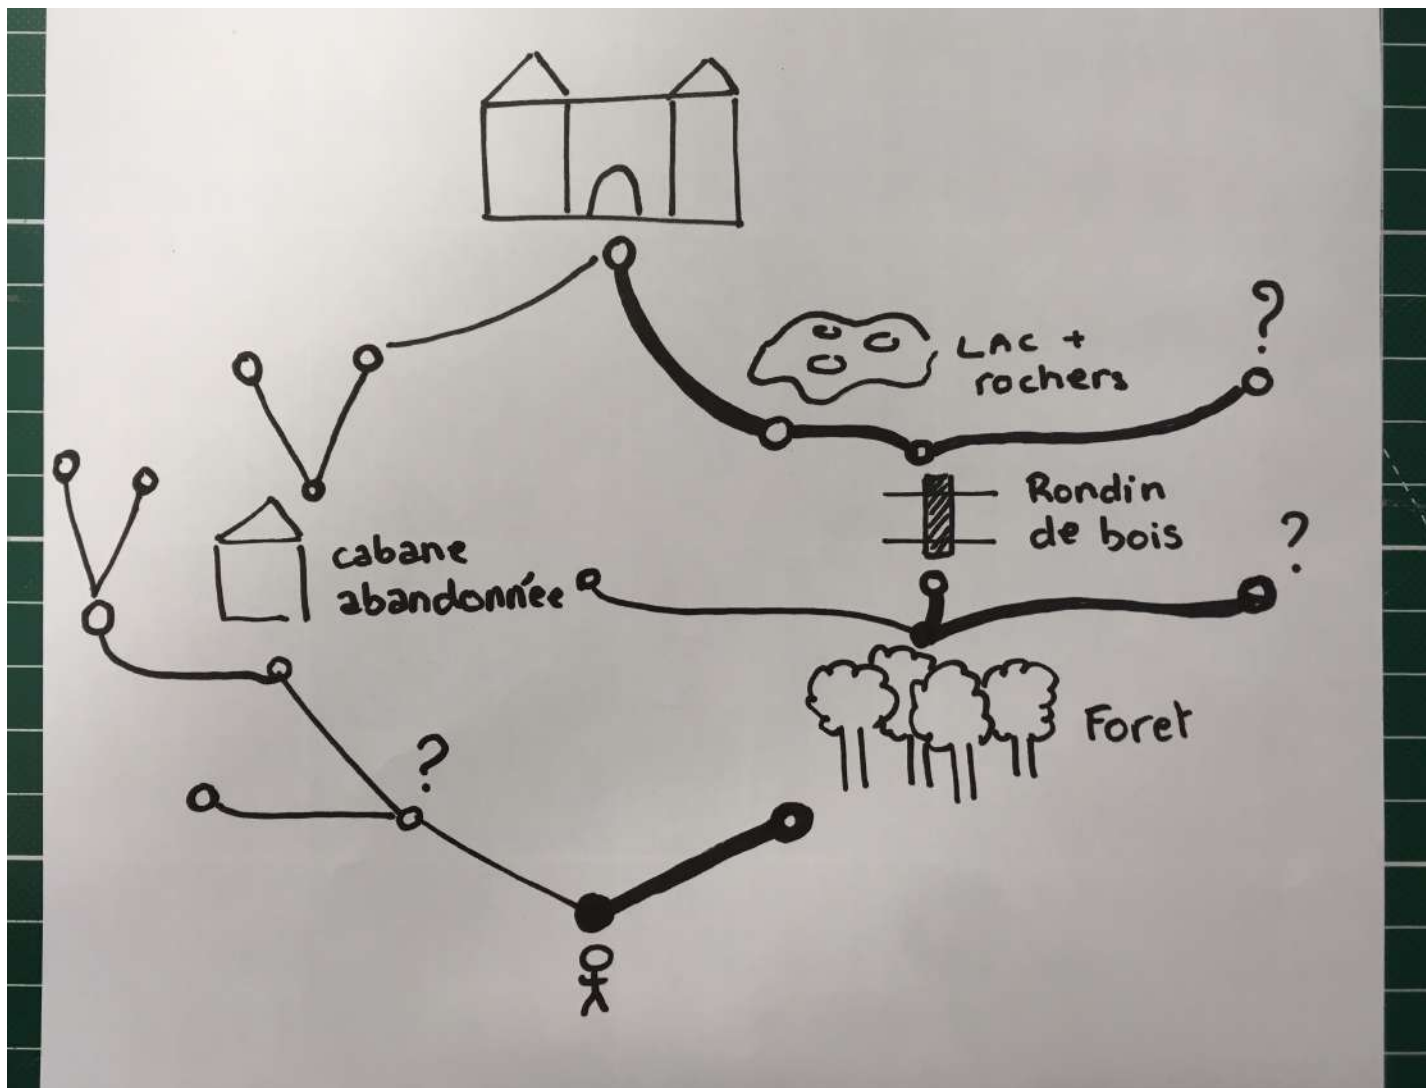 ?
LAC +
rochers
Rondin
de bois
?
cabane
abandonnée
Foret
?